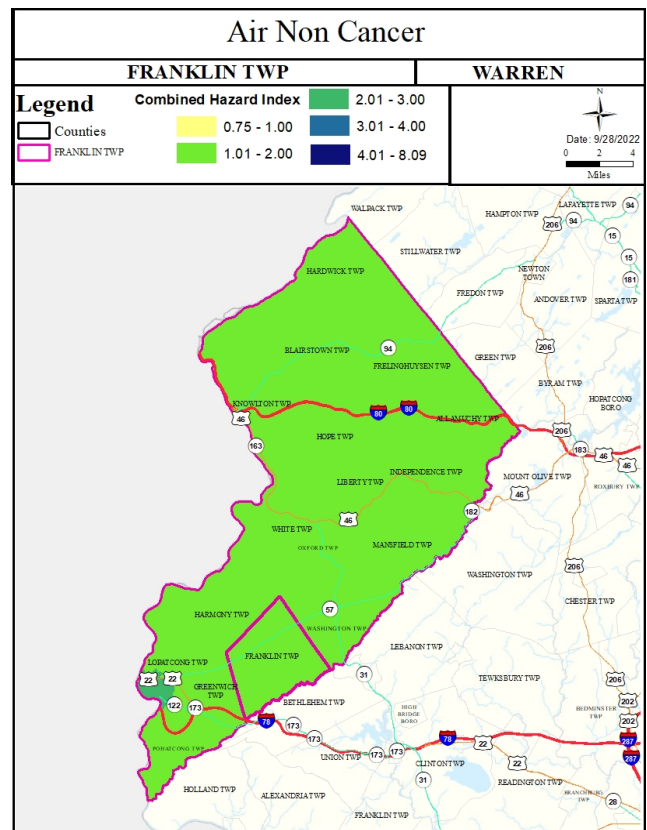 Air Non Cancer
FRANKLIN TWP
WARREN
Legend
Counties
FRANKLIN TWP
Combined Hazard Index
0.75 - 1.00
1.01 - 2.00
2.01 - 3.00
3.01 - 4.00
4.01 - 8.09
N
Date: 9/28/2022
0 2 4
Miles
WALPACK TWP
LAFAYETTE TWP
94
HAMPTON TWP
206
94
15
STILLWATER TWP
15
HARDWICK TWP
NEWTON
TOWN
181
FREDON TWP
ANDOVER TWP
SPARTA TWP
BLAIRSTOWN TWP
94
206
GREEN TWP
FRELINGHUYSEN TWP
BYRAM TWP
HOPATCONG
BORO
KNOWLTON TWP
46
80
80
ALLAMUCHY TWP
206
163
HOPE TWP
183
46
46
INDEPENDENCE TWP
LIBERTY TWP
MOUNT OLIVE TWP
46
ROXBURY TWP
182
46
WHITE TWP
OXFORD TWP
MANSFIELD TWP
206
WASHINGTON TWP
CHESTER TWP
57
HARMONY TWP
WASHINGTON TWP
LEBANON TWP
FRANKLIN TWP
LOPATCONG TWP
22
22
31
TEWKSBURY TWP
206
GREENWICH
TWP
BETHLEHEM TWP
202
122
173
HIGH
BRIDGE
BORO
BEDMINSTER
TWP
202
78
173
173
78
287
POHATCONG TWP
173
173
22
287
UNION TWP
CLINTON TWP
22
HOLLAND TWP
31
READINGTON TWP
ALEXANDRIA TWP
BRANCHBURG
TWP
28
FRANKLIN TWP